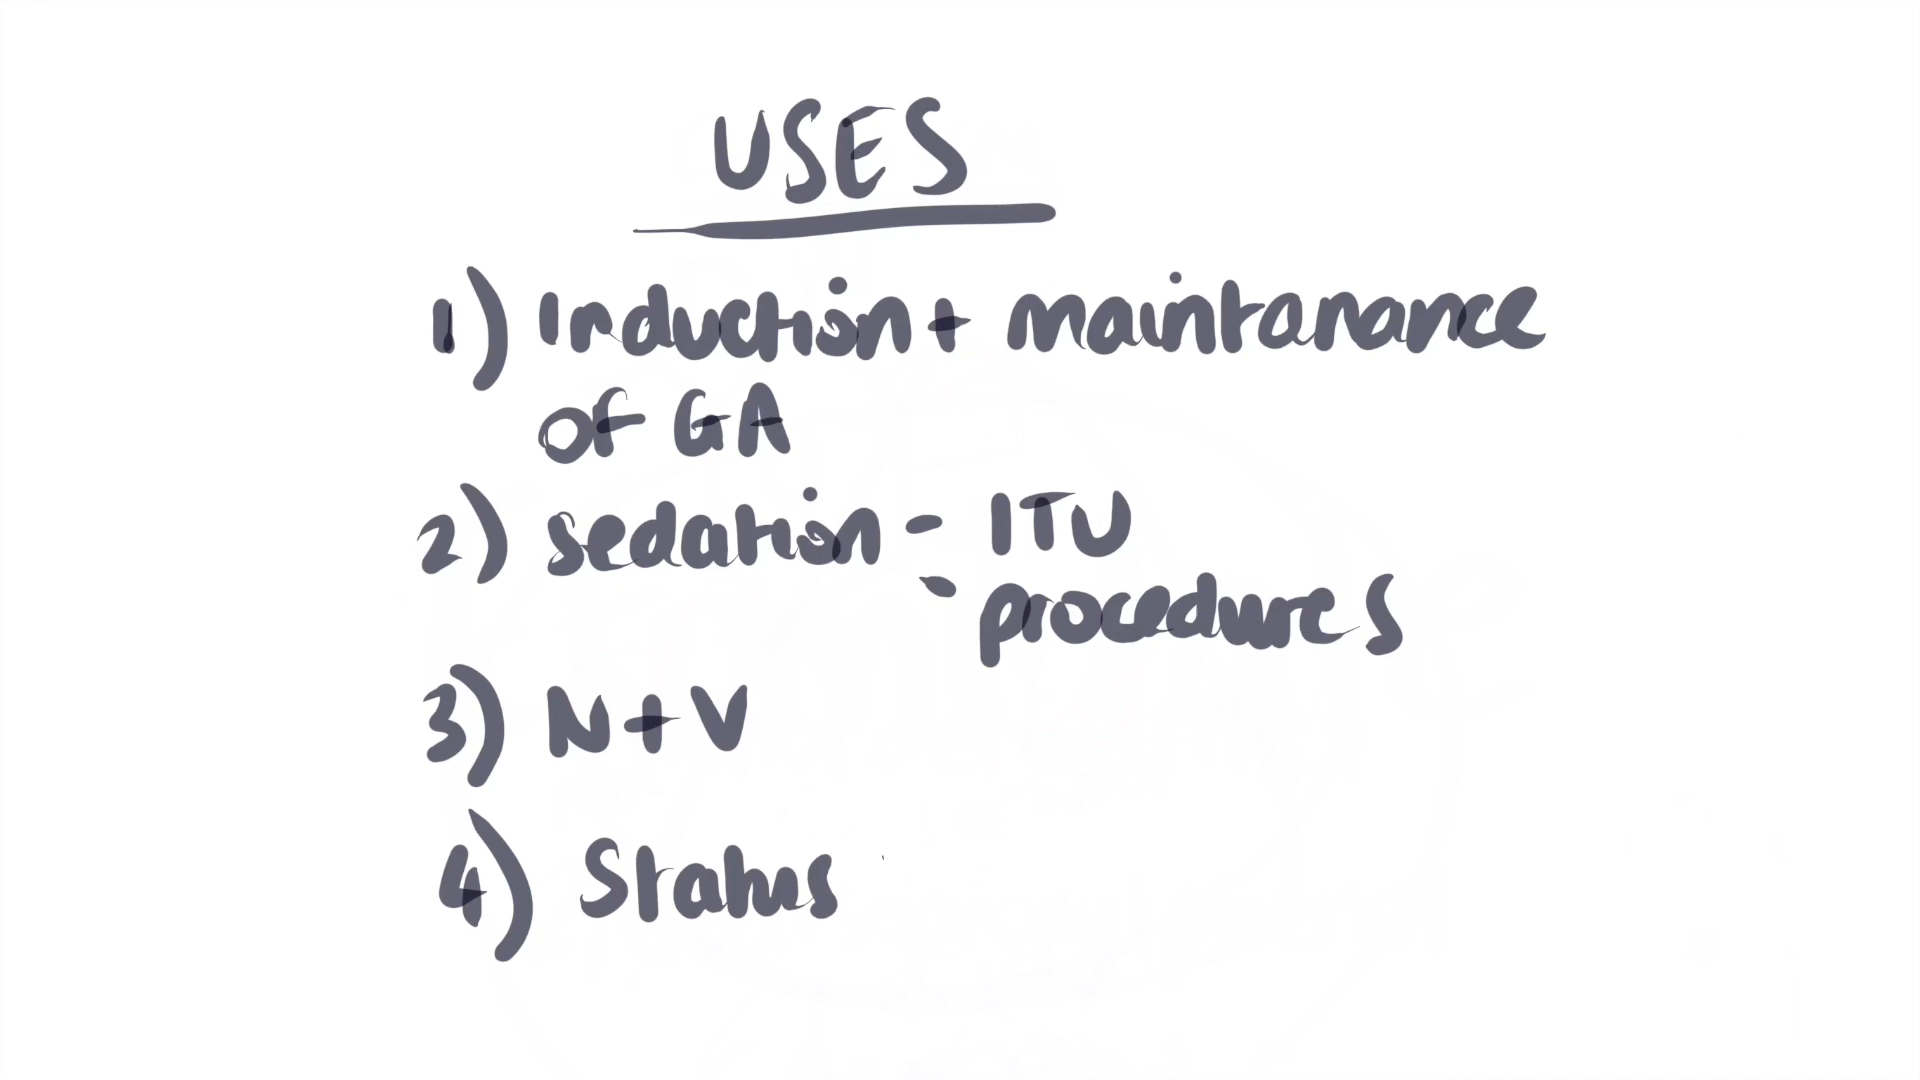 USES
1) Induction + maintanance
of GA
2) sedation - ITU
- procedures
3) N+V
4) Status